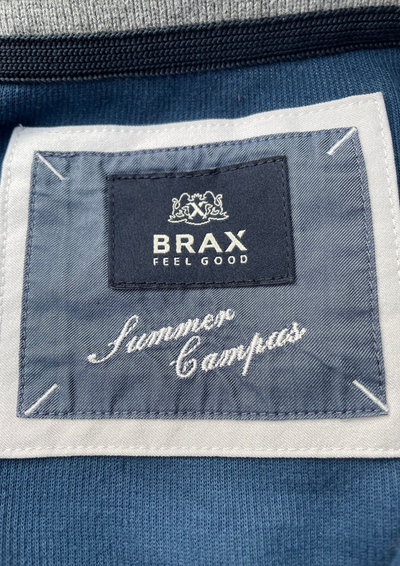 X
BRAX
FEEL GOOD
Summer
Campus